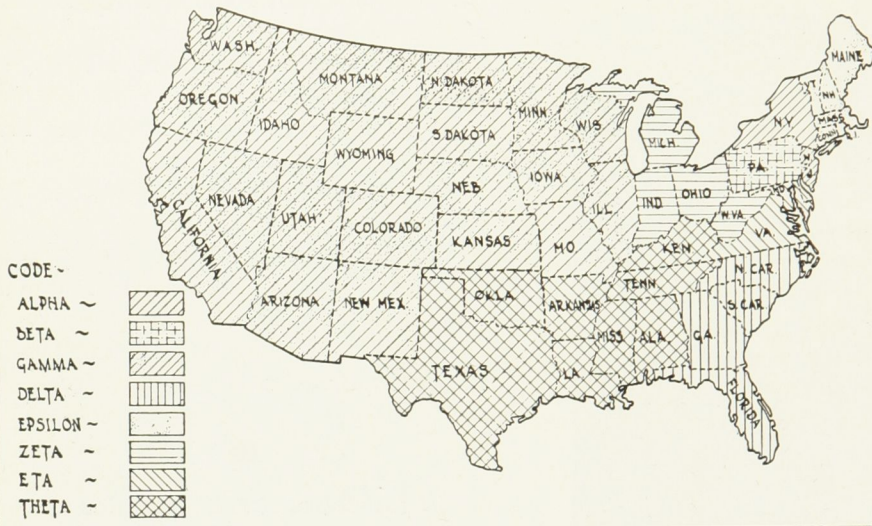 WASH.
MONTANA
N.DAKOTA
MINN.
MAINE
OREGON.
IDAHO
VT.
NH.
S.DAKOTA
WIS.
N.Y.
MASS
CONN.
WYOMING
MICH.
IOWA
PA.
NEVADA
NEB.
OHIO
IND.
UTAH.
ILL.
W.VA.
COLORADO
VA.
KANSAS
MO.
KEN.
CALIFORNIA
N.CAR.
TENN.
ARIZONA
NEW MEX.
OKLA.
ARKANSAS
S.CAR.
MISS.
ALA.
GA.
TEXAS
LA.
FLORIDA
CODE~
ALPHA ~
BETA ~
GAMMA~
DELTA ~
EPSILON~
ZETA ~
ETA ~
THETA ~